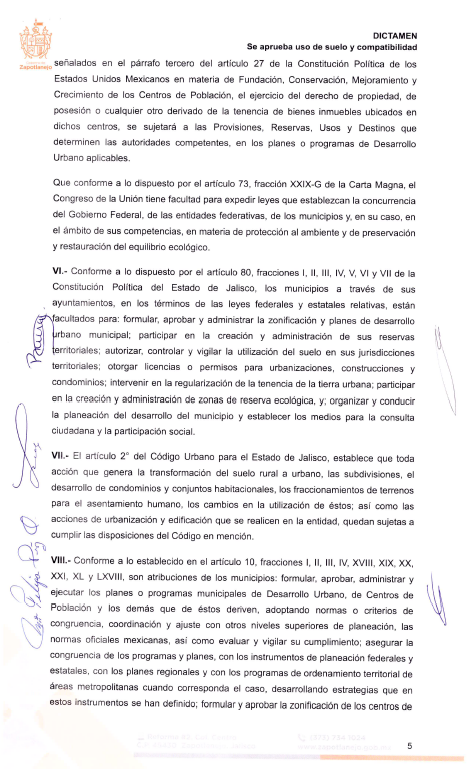 Zapotlanejo
DICTAMEN
Se aprueba uso de suelo y compatibilidad
señalados en el párrafo tercero del artículo 27 de la Constitución Política de los
Estados Unidos Mexicanos en materia de Fundación, Conservación, Mejoramiento y
Crecimiento de los Centros de Población, el ejercicio del derecho de propiedad, de
posesión o cualquier otro derivado de la tenencia de bienes inmuebles ubicados en
dichos centros, se sujetará a las Provisiones, Reservas, Usos y Destinos que
determinen las autoridades competentes, en los planes o programas de Desarrollo
Urbano aplicables.
Que conforme a lo dispuesto por el artículo 73, fracción XXIX-G de la Carta Magna, el
Congreso de la Unión tiene facultad para expedir leyes que establezcan la concurrencia
del Gobierno Federal, de las entidades federativas, de los municipios y, en su caso, en
el ámbito de sus competencias, en materia de protección al ambiente y de preservación
y restauración del equilibrio ecológico.
VI.- Conforme a lo dispuesto por el artículo 80, fracciones I, II, III, IV, V, VI y VII de la
Constitución Política del Estado de Jalisco, los municipios a través de sus
ayuntamientos, en los términos de las leyes federales y estatales relativas, están
facultados para: formular, aprobar y administrar la zonificación y planes de desarrollo
urbano municipal; participar en la creación y administración de sus reservas
territoriales; autorizar, controlar y vigilar la utilización del suelo en sus jurisdicciones
territoriales; otorgar licencias o permisos para urbanizaciones, construcciones y
condominios; intervenir en la regularización de la tenencia de la tierra urbana; participar
en la creación y administración de zonas de reserva ecológica, y; organizar y conducir
la planeación del desarrollo del municipio y establecer los medios para la consulta
ciudadana y la participación social.
VII.- El artículo 2° del Código Urbano para el Estado de Jalisco, establece que toda
acción que genera la transformación del suelo rural a urbano, las subdivisiones, el
desarrollo de condominios y conjuntos habitacionales, los fraccionamientos de terrenos
para el asentamiento humano, los cambios en la utilización de éstos; así como las
acciones de urbanización y edificación que se realicen en la entidad, quedan sujetas a
cumplir las disposiciones del Código en mención.
VIII.- Conforme a lo establecido en el artículo 10, fracciones I, II, III, IV, XVIII, XIX, XX,
XXI, XL y LXVIII, son atribuciones de los municipios: formular, aprobar, administrar y
ejecutar los planes o programas municipales de Desarrollo Urbano, de Centros de
Población y los demás que de éstos deriven, adoptando normas o criterios de
congruencia, coordinación y ajuste con otros niveles superiores de planeación, las
normas oficiales mexicanas, así como evaluar y vigilar su cumplimiento; asegurar la
congruencia de los programas y planes, con los instrumentos de planeación federales y
estatales, con los planes regionales y con los programas de ordenamiento territorial de
áreas metropolitanas cuando corresponda el caso, desarrollando estrategias que en
estos instrumentos se han definido; formular y aprobar la zonificación de los centros de
5